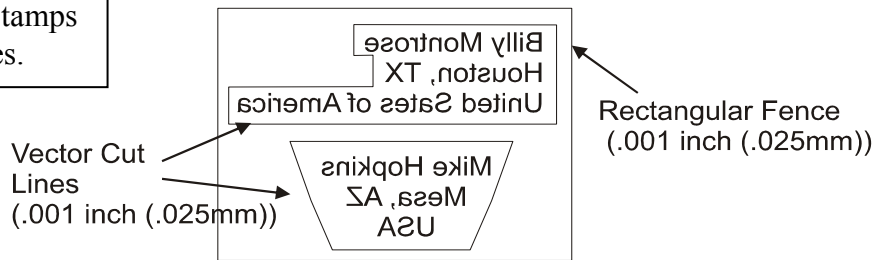 tamps
es.
Billy Montrose
Houston, TX
United Sates of America
Rectangular Fence
(.001 inch (.025mm))
Vector Cut
Lines
(.001 inch (.025mm))
Mike Hopkins
Mesa, AZ
USA